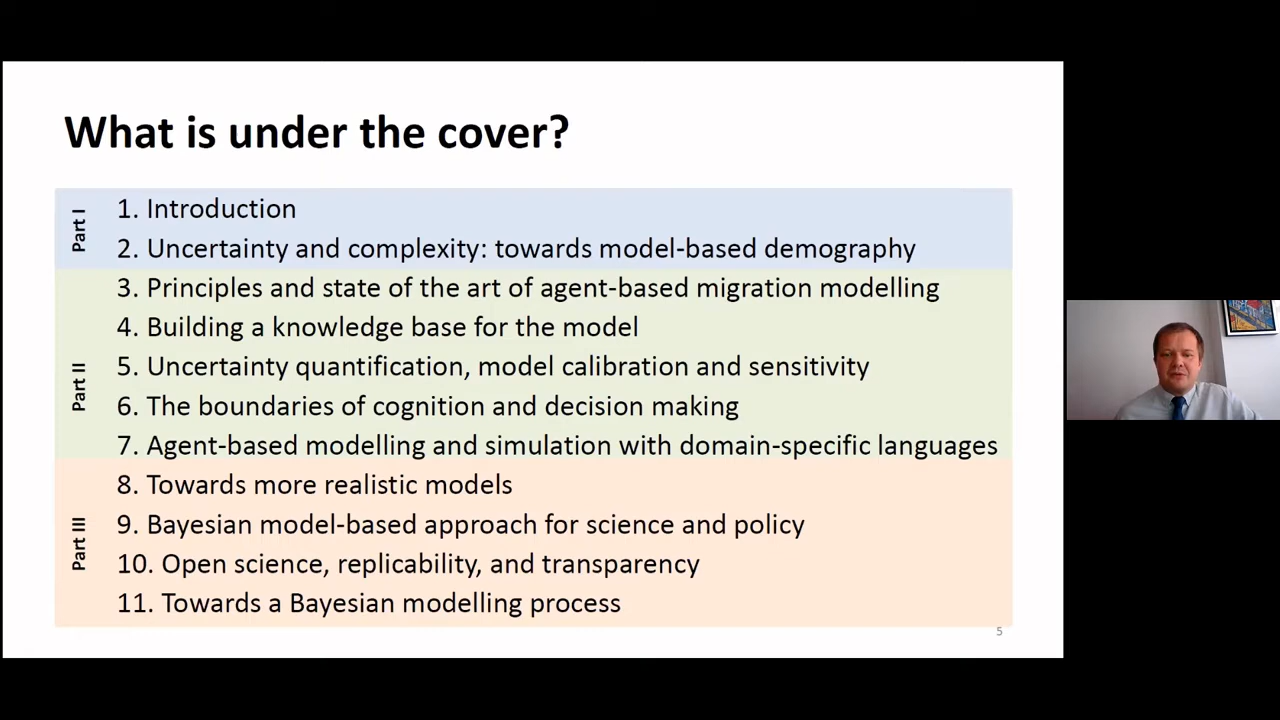 What is under the cover?
Part I
1. Introduction
2. Uncertainty and complexity: towards model-based demography
Part II
3. Principles and state of the art of agent-based migration modelling
4. Building a knowledge base for the model
5. Uncertainty quantification, model calibration and sensitivity
6. The boundaries of cognition and decision making
7. Agent-based modelling and simulation with domain-specific languages
Part III
8. Towards more realistic models
9. Bayesian model-based approach for science and policy
10. Open science, replicability, and transparency
11. Towards a Bayesian modelling process
5